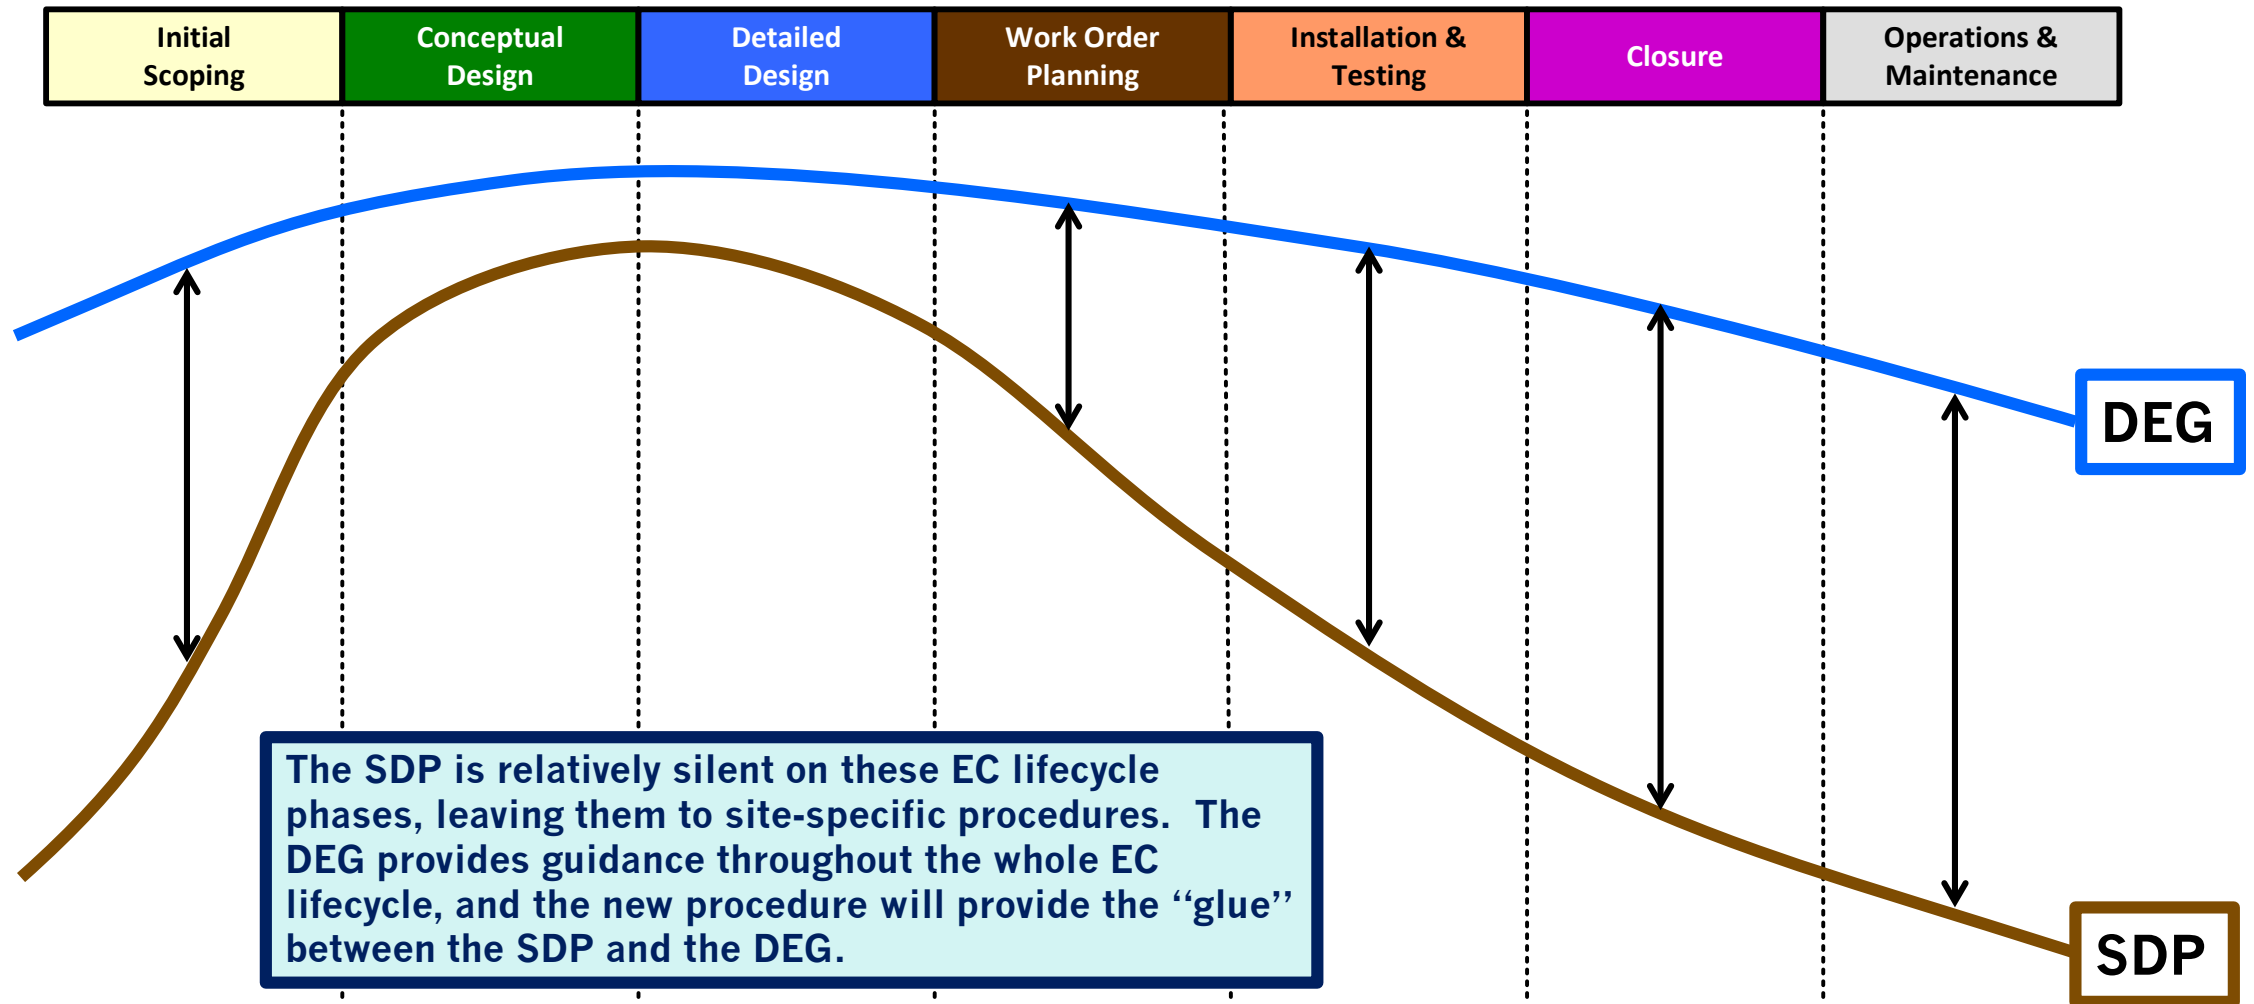 Initial
Scoping
Conceptual
Design
Detailed
Design
Work Order
Planning
Installation &
Testing
Closure
Operations &
Maintenance
DEG
The SDP is relatively silent on these EC lifecycle
phases, leaving them to site-specific procedures.  The
DEG provides guidance throughout the whole EC
lifecycle, and the new procedure will provide the “glue”
between the SDP and the DEG.
SDP